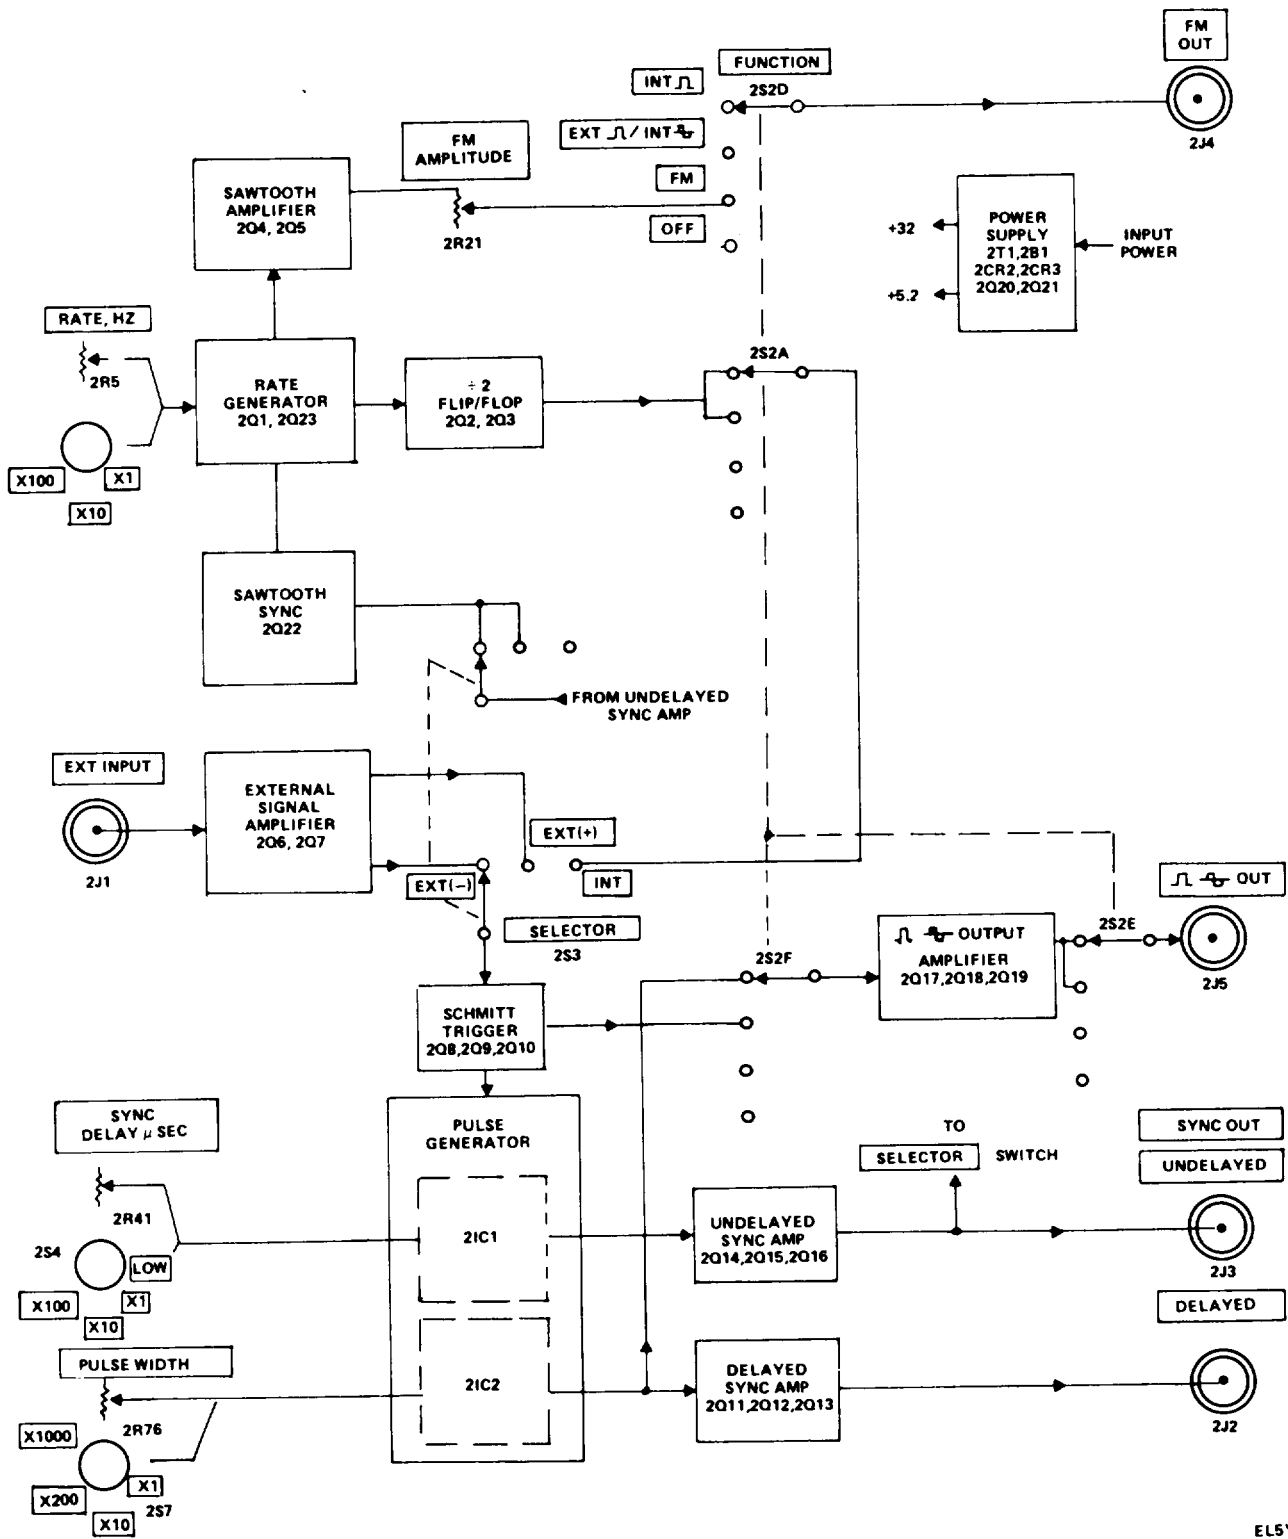 FM
OUT
2J4
FUNCTION
2S2D
INT
EXT / INT
FM
OFF
FM
AMPLITUDE
2R21
SAWTOOTH
AMPLIFIER
2Q4, 2Q5
POWER
SUPPLY
2T1,2B1
2CR2,2CR3
2Q20,2Q21
+32
+5.2
INPUT
POWER
RATE, HZ
2R5
X100
X1
X10
RATE
GENERATOR
2Q1, 2Q23
÷ 2
FLIP/FLOP
2Q2, 2Q3
2S2A
SAWTOOTH
SYNC
2Q22
FROM UNDELAYED
SYNC AMP
EXT INPUT
2J1
EXTERNAL
SIGNAL
AMPLIFIER
2Q6, 2Q7
EXT(+)
EXT(−)
INT
SELECTOR
2S3
SCHMITT
TRIGGER
2Q8,2Q9,2Q10
2S2F
OUTPUT
AMPLIFIER
2Q17,2Q18,2Q19
2S2E
OUT
2J5
SYNC
DELAY μ SEC
2R41
2S4
LOW
X100
X1
X10
PULSE
GENERATOR
2IC1
2IC2
UNDELAYED
SYNC AMP
2Q14,2Q15,2Q16
TO
SELECTOR SWITCH
SYNC OUT
UNDELAYED
2J3
DELAYED
2J2
DELAYED
SYNC AMP
2Q11,2Q12,2Q13
PULSE WIDTH
2R76
X1000
X1
X200
2S7
X10